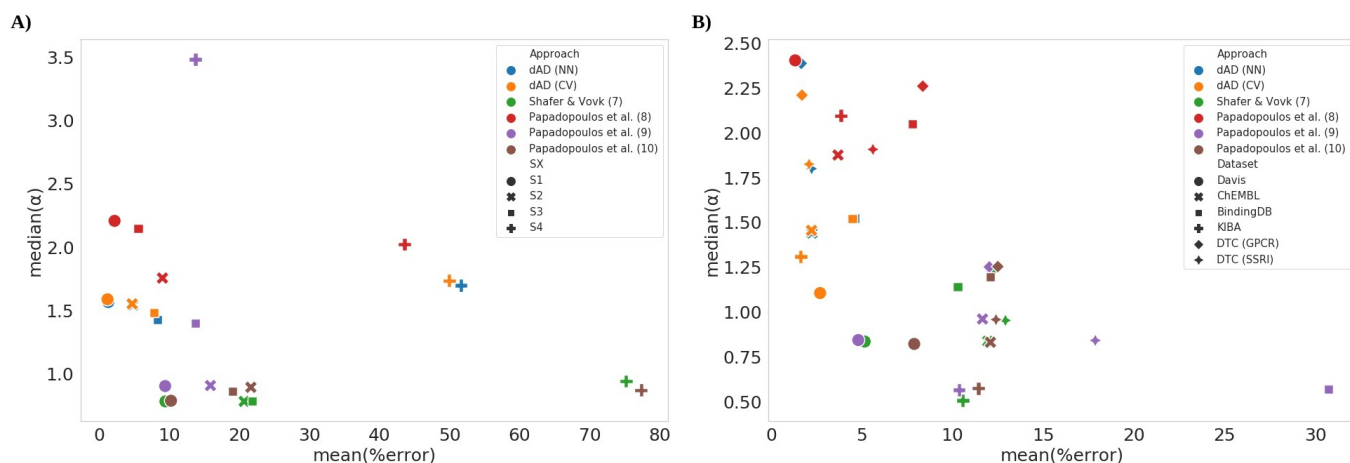 A)
3.5
3.0
2.5
2.0
1.5
1.0
median(α)
0
10
20
30
40
50
60
70
80
mean(%error)
Approach
dAD (NN)
dAD (CV)
Shafer & Vovk (7)
Papadopoulos et al. (8)
Papadopoulos et al. (9)
Papadopoulos et al. (10)
SX
S1
S2
S3
S4
B)
2.50
2.25
2.00
1.75
1.50
1.25
1.00
0.75
0.50
median(α)
0
5
10
15
20
25
30
mean(%error)
Approach
dAD (NN)
dAD (CV)
Shafer & Vovk (7)
Papadopoulos et al. (8)
Papadopoulos et al. (9)
Papadopoulos et al. (10)
Dataset
Davis
ChEMBL
BindingDB
KIBA
DTC (GPCR)
DTC (SSRI)